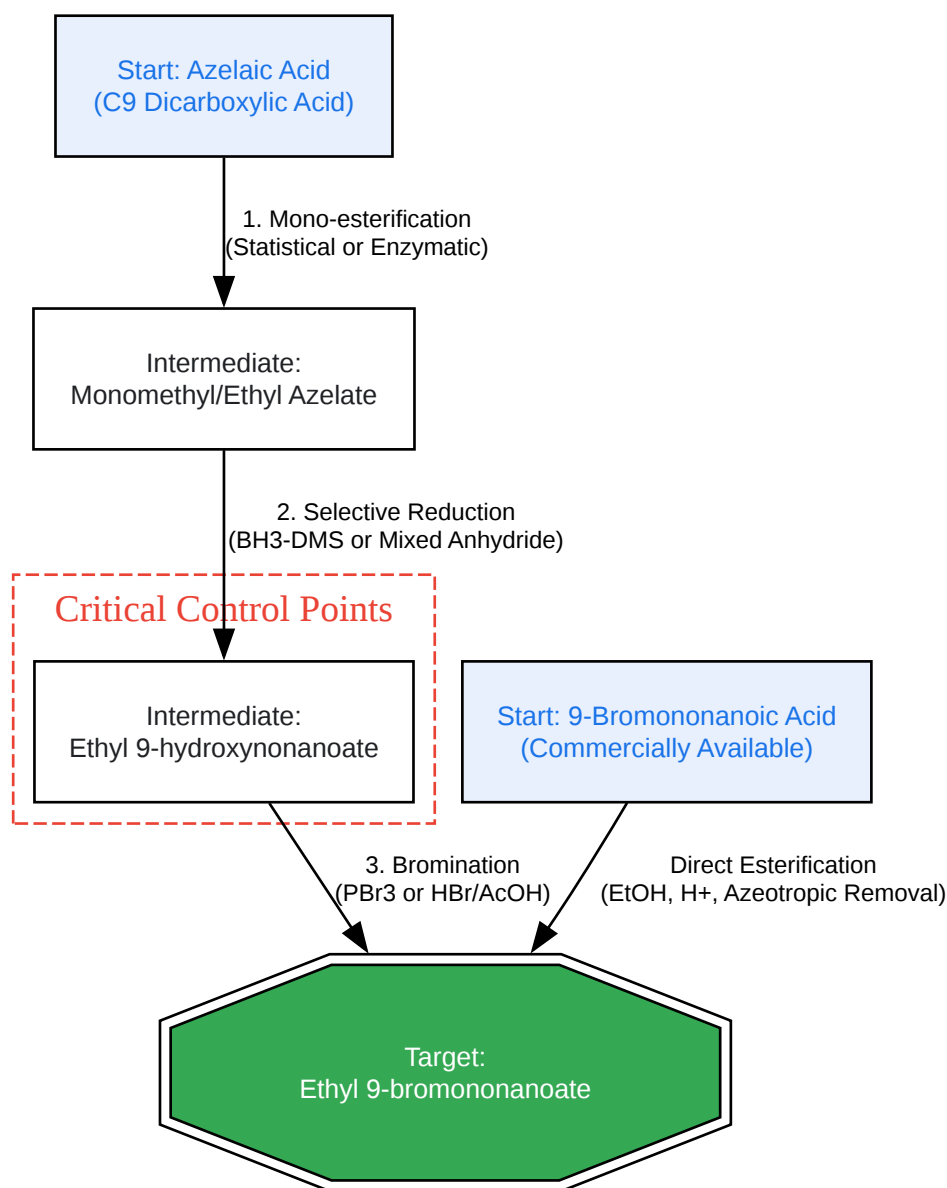 Start: Azelaic Acid
(C9 Dicarboxylic Acid)
1. Mono-esterification
(Statistical or Enzymatic)
Intermediate:
Monomethyl/Ethyl Azelate
2. Selective Reduction
(BH3-DMS or Mixed Anhydride)
Critical Control Points
Intermediate:
Ethyl 9-hydroxynonanoate
Start: 9-Bromononanoic Acid
(Commercially Available)
3. Bromination
(PBr3 or HBr/AcOH)
Direct Esterification
(EtOH, H+, Azeotropic Removal)
Target:
Ethyl 9-bromononanoate